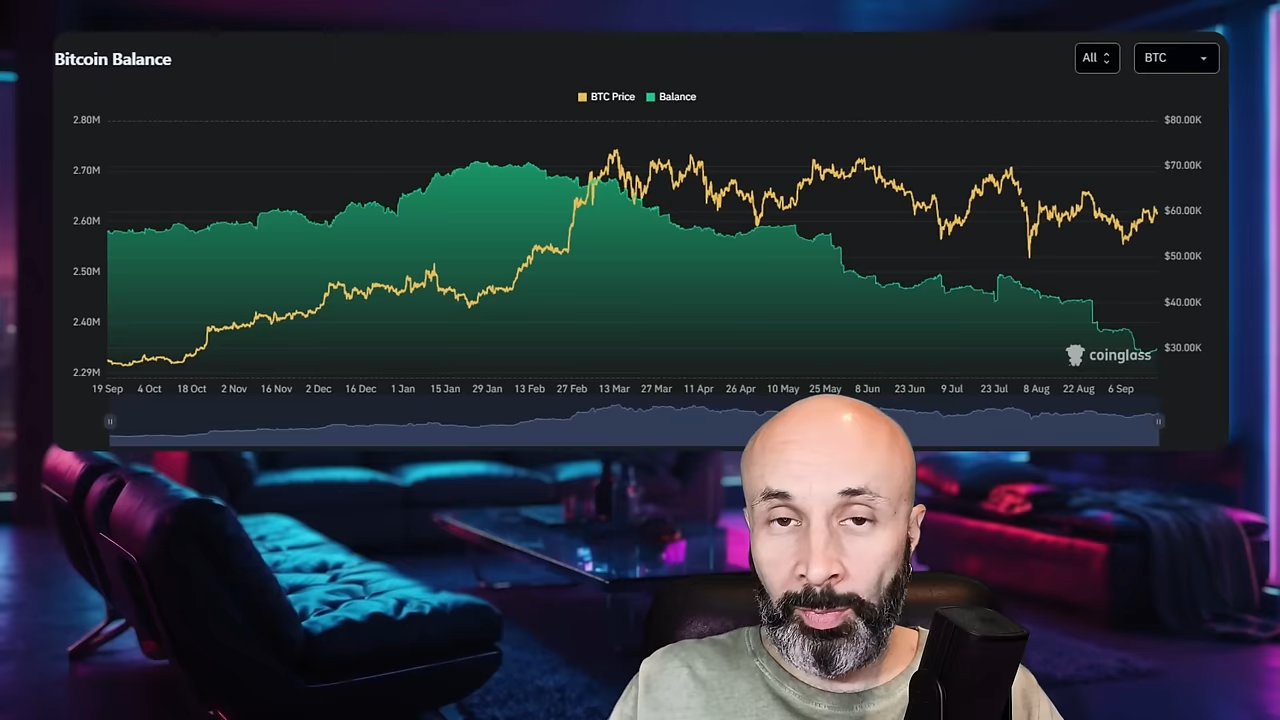 Bitcoin Balance
All
BTC
BTC Price
Balance
2.80M
2.70M
2.60M
2.50M
2.40M
2.29M
$80.00K
$70.00K
$60.00K
$50.00K
$40.00K
$30.00K
coinglass
19 Sep 4 Oct 18 Oct 2 Nov 16 Nov 2 Dec 16 Dec 1 Jan 15 Jan 29 Jan 13 Feb 27 Feb 13 Mar 27 Mar 11 Apr 26 Apr 10 May 25 May 8 Jun 23 Jun 9 Jul 23 Jul 8 Aug 22 Aug 6 Sep